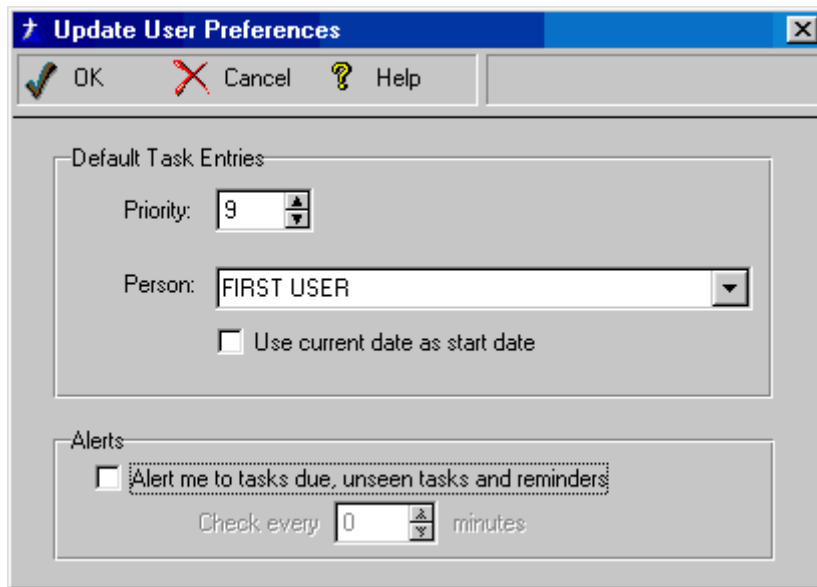 Update User Preferences
OK Cancel Help
Default Task Entries
Priority: 9
Person: FIRST USER
Use current date as start date
Alerts
Alert me to tasks due, unseen tasks and reminders
Check every 0 minutes